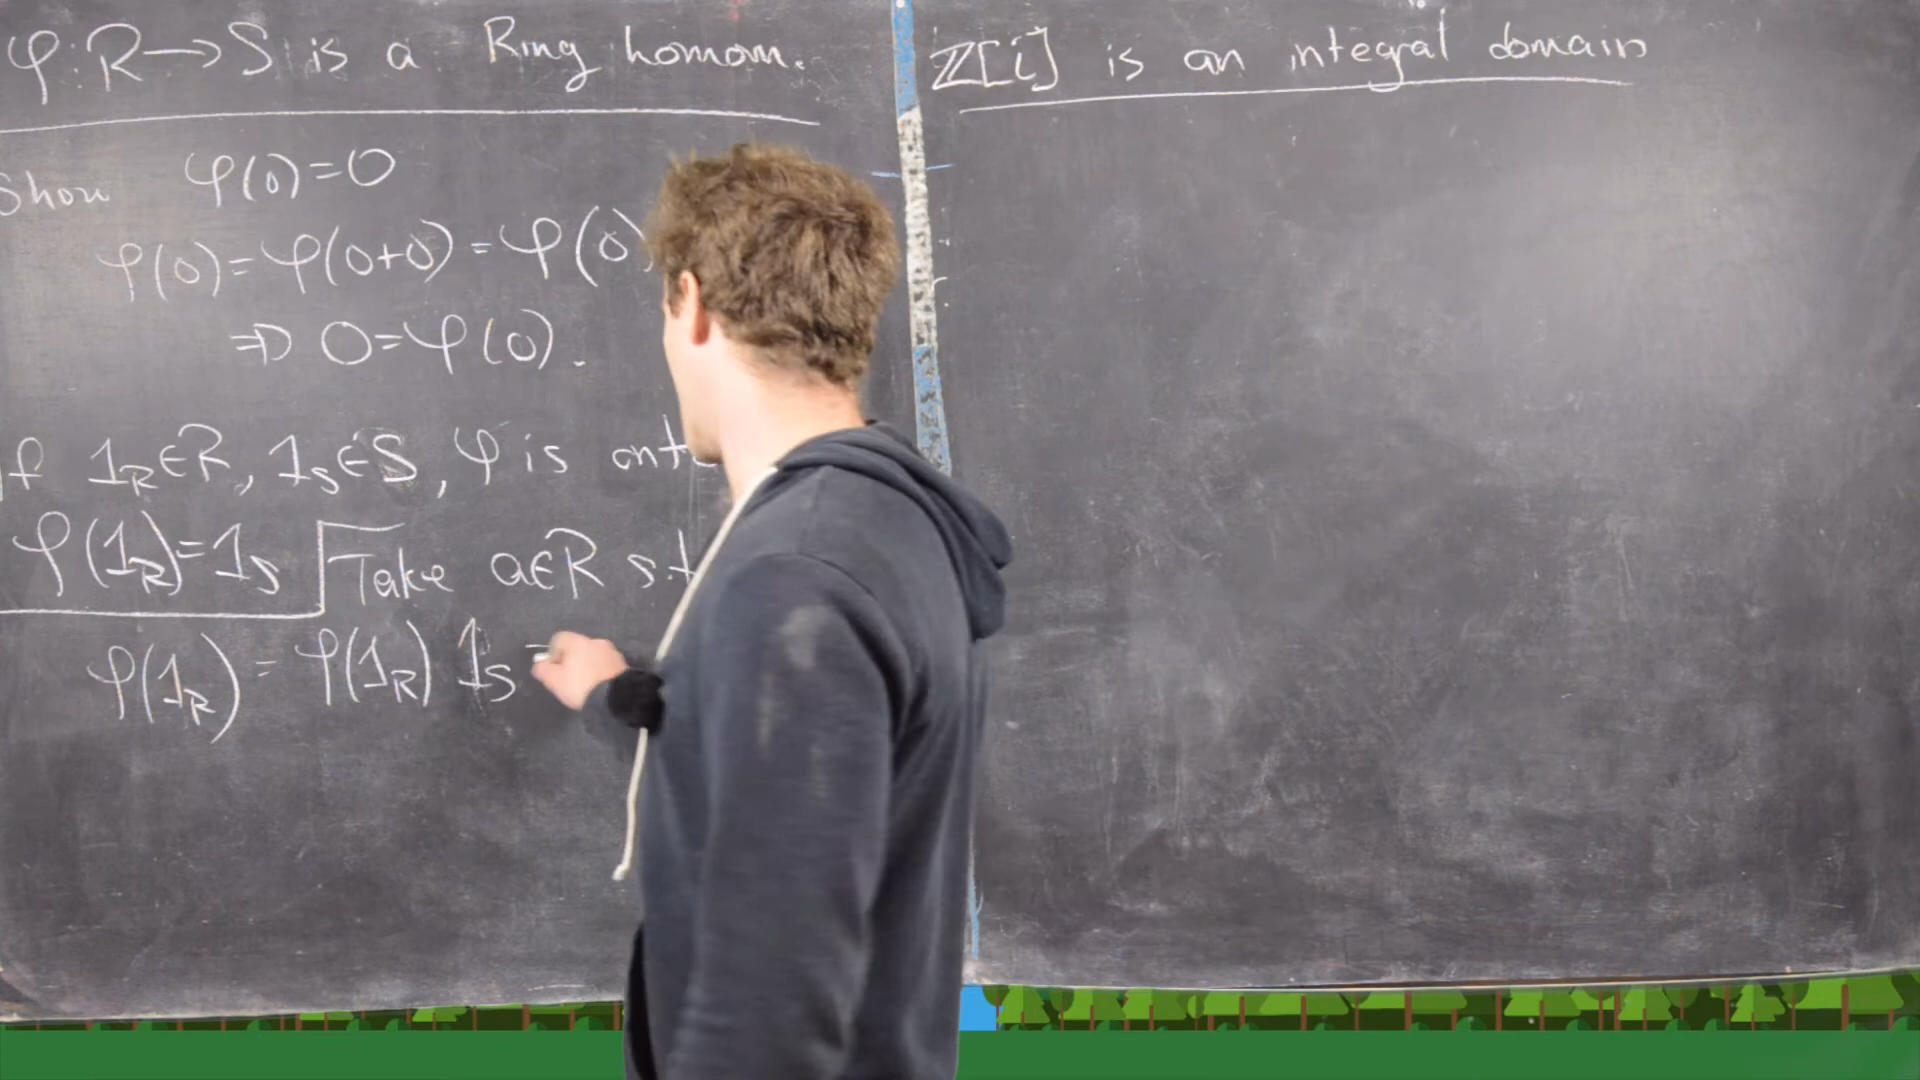 φ:R→S is a Ring homom.
Show φ(0)=0
φ(0)=φ(0+0)=φ(0)
⇒ 0=φ(0).
If 1_R∈R, 1_S∈S, φ is onto
φ(1_R)=1_S Take a∈R s.t
φ(1_R) = φ(1_R) 1_S =
ℤ[i] is an integral domain